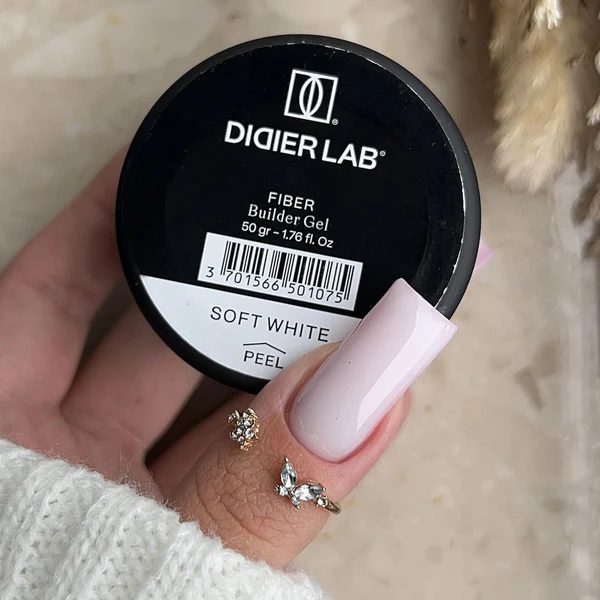 DIDIER LAB®
FIBER
Builder Gel
50 gr – 1.76 fl. Oz
3 701566 501075
SOFT WHITE
PEEL